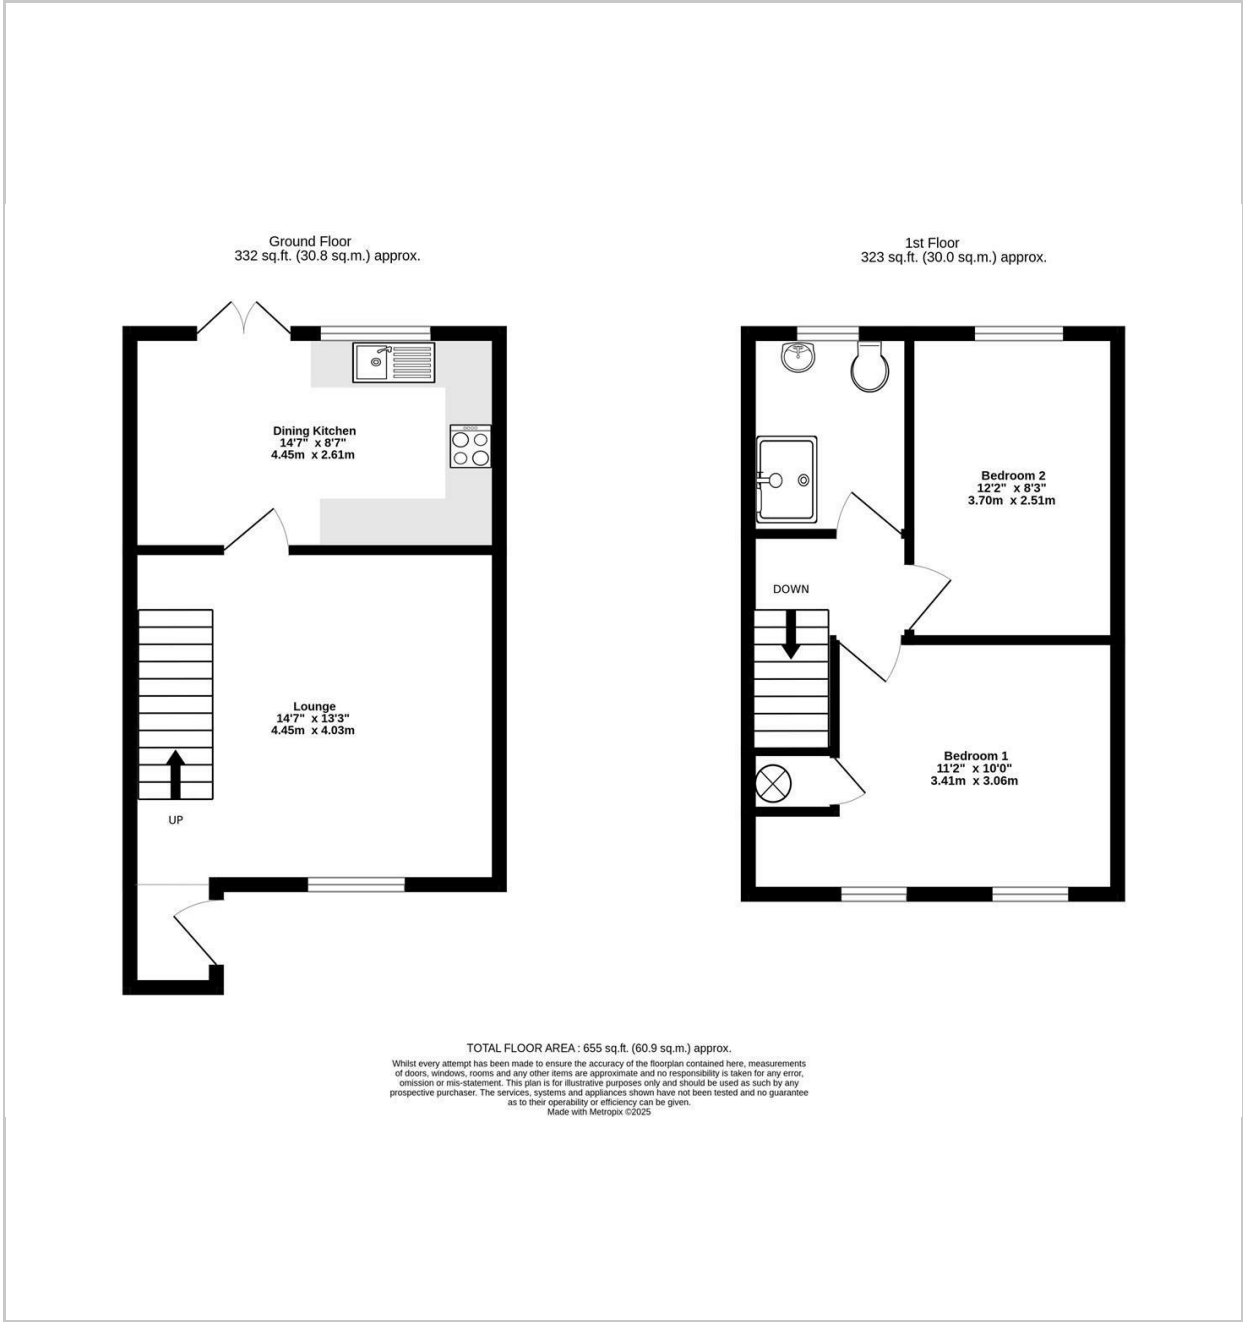 Ground Floor
332 sq.ft. (30.8 sq.m.) approx.
1st Floor
323 sq.ft. (30.0 sq.m.) approx.
Dining Kitchen
14'7" x 8'7"
4.45m x 2.61m
Lounge
14'7" x 13'3"
4.45m x 4.03m
UP
Bedroom 2
12'2" x 8'3"
3.70m x 2.51m
DOWN
Bedroom 1
11'2" x 10'0"
3.41m x 3.06m
TOTAL FLOOR AREA : 655 sq.ft. (60.9 sq.m.) approx.
Whilst every attempt has been made to ensure the accuracy of the floorplan contained here, measurements
of doors, windows, rooms and any other items are approximate and no responsibility is taken for any error,
omission or mis-statement. This plan is for illustrative purposes only and should be used as such by any
prospective purchaser. The services, systems and appliances shown have not been tested and no guarantee
as to their operability or efficiency can be given.
Made with Metropix ©2025